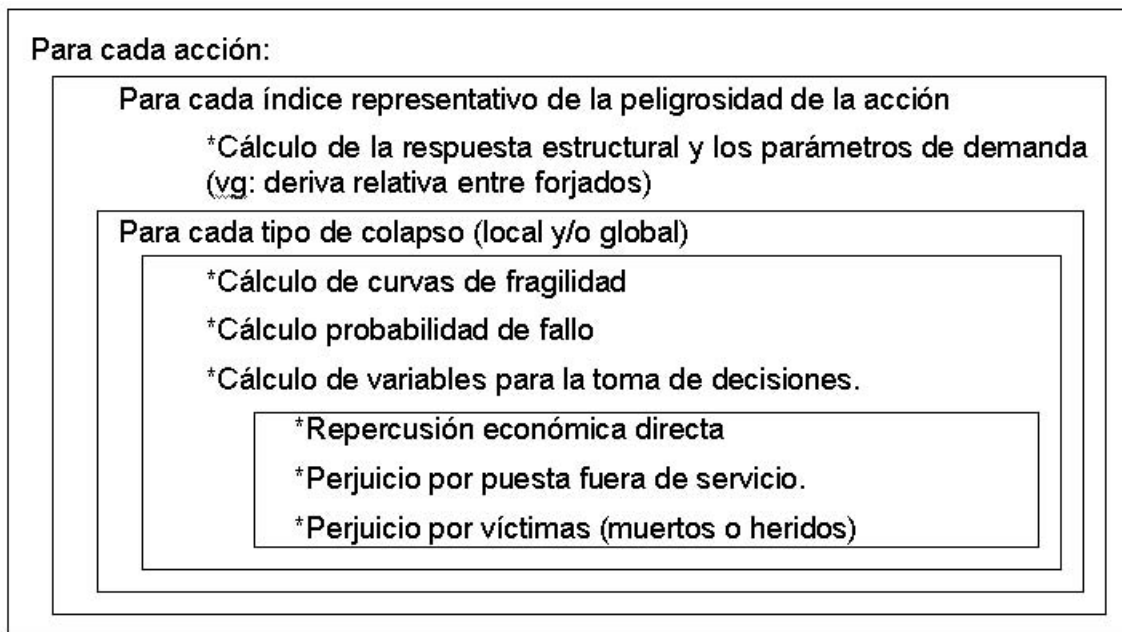 Para cada acción:
Para cada índice representativo de la peligrosidad de la acción
*Cálculo de la respuesta estructural y los parámetros de demanda
(vg: deriva relativa entre forjados)
Para cada tipo de colapso (local y/o global)
*Cálculo de curvas de fragilidad
*Cálculo probabilidad de fallo
*Cálculo de variables para la toma de decisiones.
*Repercusión económica directa
*Perjuicio por puesta fuera de servicio.
*Perjuicio por víctimas (muertos o heridos)